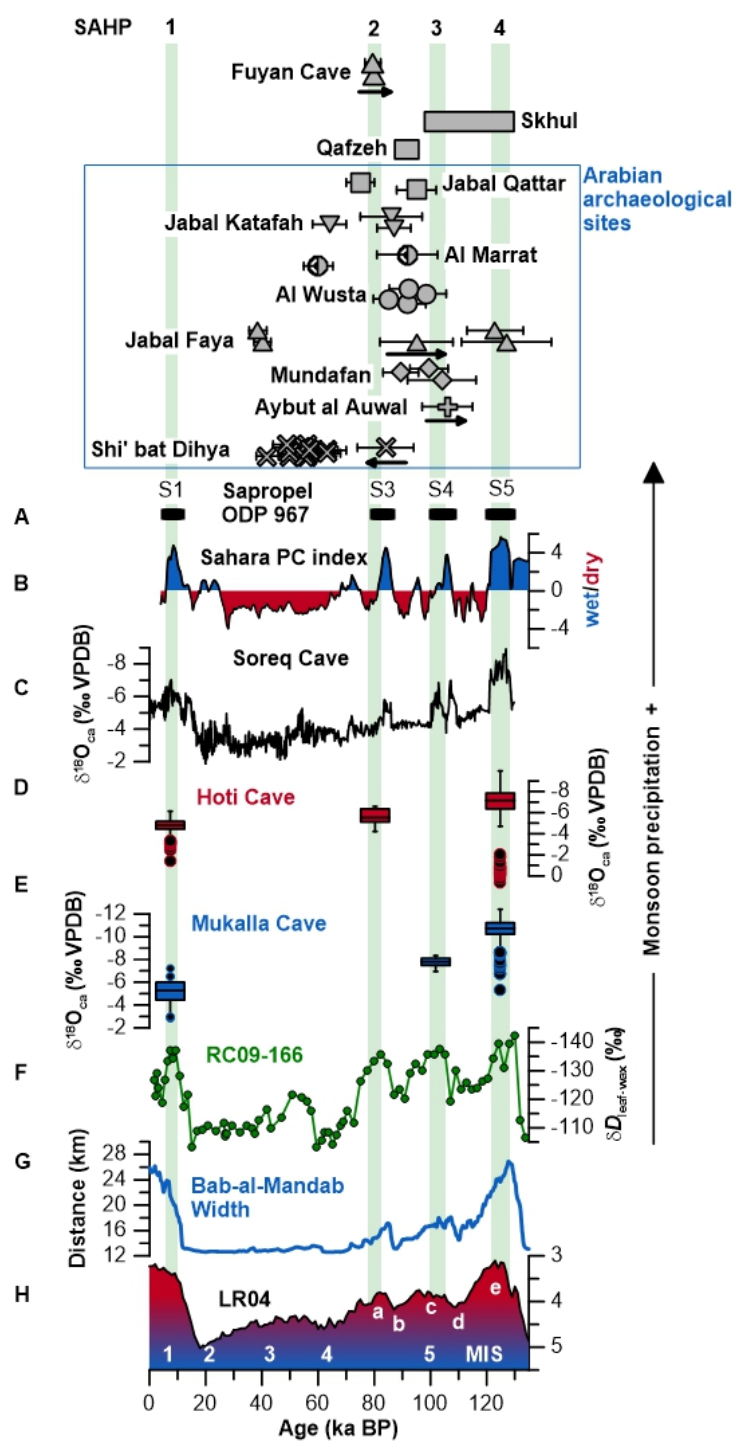 SAHP 1 2 3 4
Fuyan Cave
Skhul
Qafzeh
Arabian
archaeological
sites
Jabal Qattar
Jabal Katafah
Al Marrat
Al Wusta
Jabal Faya
Mundafan
Aybut al Auwal
Shi' bat Dihya
S1 S3 S4 S5
A
Sapropel
ODP 967
B
Sahara PC index
4
0
-4
wet/dry
C
Soreq Cave
-8
-6
-4
-2
δ¹⁸Oca (‰ VPDB)
D
Hoti Cave
-8
-6
-4
-2
0
δ¹⁸Oca (‰ VPDB)
E
Mukalla Cave
-12
-10
-8
-6
-4
-2
δ¹⁸Oca (‰ VPDB)
F
RC09-166
-140
-130
-120
-110
δDleaf-wax (‰)
Monsoon precipitation +
G
Bab-al-Mandab
Width
28
24
20
16
12
Distance (km)
H
LR04
3
4
5
a b c d e
1 2 3 4 5 MIS
0 20 40 60 80 100 120
Age (ka BP)